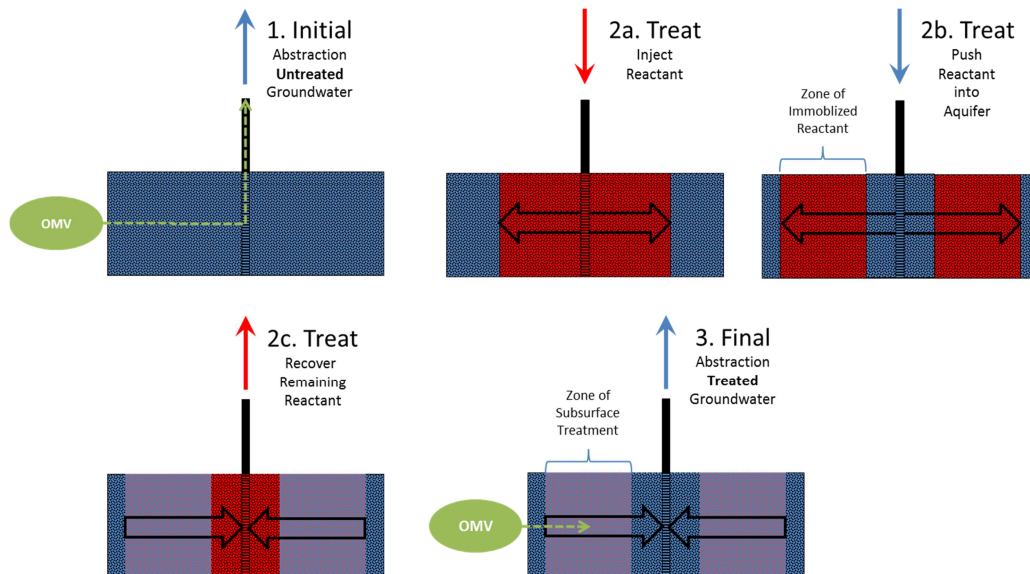 1. Initial
Abstraction
Untreated
Groundwater
OMV
2a. Treat
Inject
Reactant
2b. Treat
Push
Reactant
into
Aquifer
Zone of
Immoblized
Reactant
2c. Treat
Recover
Remaining
Reactant
3. Final
Abstraction
Treated
Groundwater
Zone of
Subsurface
Treatment
OMV